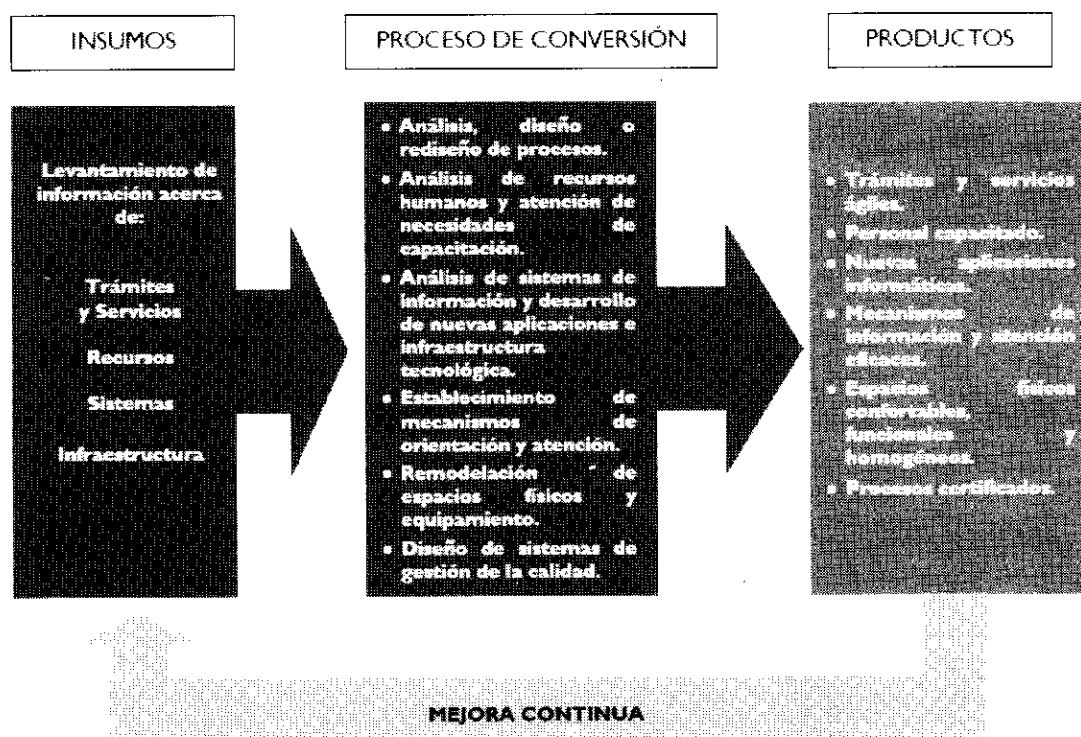 INSUMOS
PROCESO DE CONVERSIÓN
PRODUCTOS
Levantamiento de
información acerca
de:
Trámites
y Servicios
Recursos
Sistemas
Infraestructura
• Análisis, diseño o
rediseño de procesos.
• Análisis de recursos
humanos y atención de
necesidades de
capacitación.
• Análisis de sistemas de
información y desarrollo
de nuevas aplicaciones e
infraestructura
tecnológica.
• Establecimiento de
mecanismos de
orientación y atención.
• Remodelación de
espacios físicos y
equipamiento.
• Diseño de sistemas de
gestión de la calidad.
• Trámites y servicios
ágiles.
• Personal capacitado.
• Nuevas aplicaciones
informáticas.
• Mecanismos de
información y atención
eficaces.
• Espacios físicos
confortables,
funcionales y
homogéneos.
• Procesos certificados.
MEJORA CONTINUA